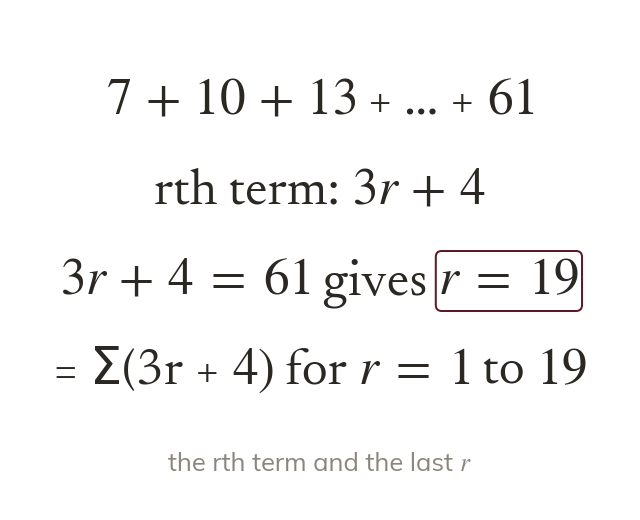 7 + 10 + 13 + ... + 61
rth term: 3r + 4
3r + 4 = 61 gives r = 19
= Σ(3r + 4) for r = 1 to 19
the rth term and the last r